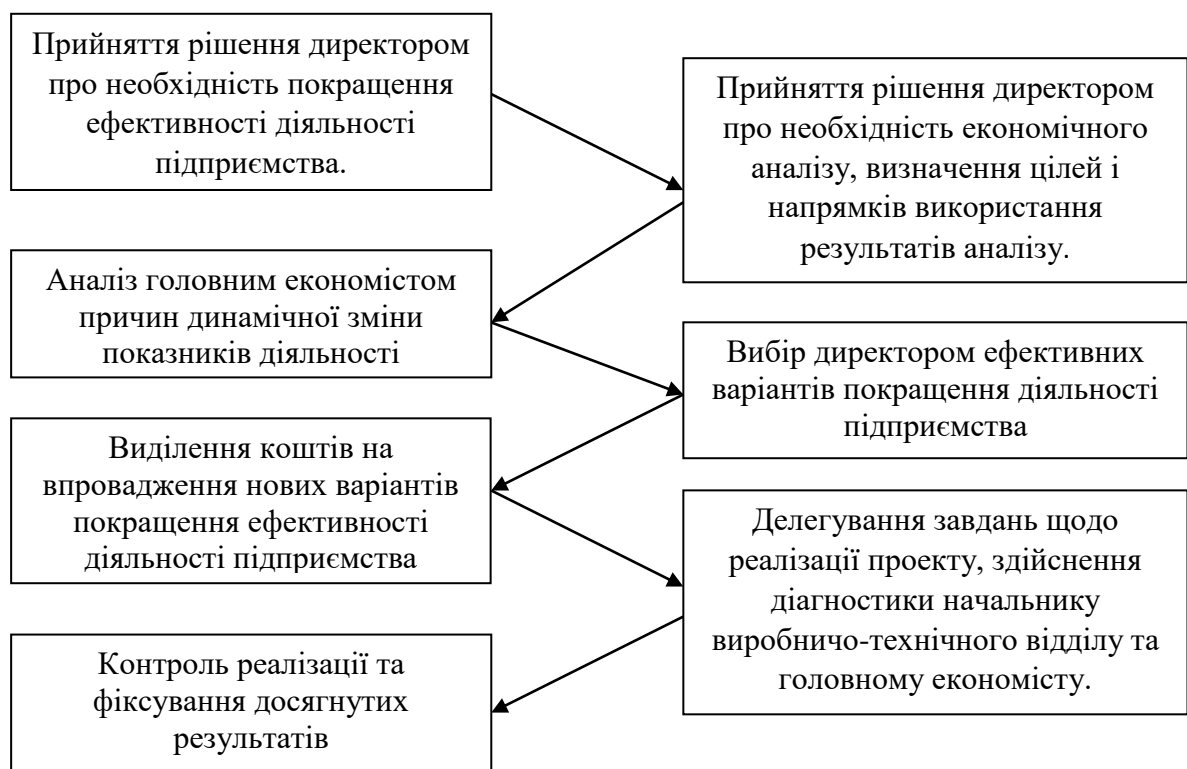 Прийняття рішення директором
про необхідність покращення
ефективності діяльності
підприємства.
Прийняття рішення директором
про необхідність економічного
аналізу, визначення цілей і
напрямків використання
результатів аналізу.
Аналіз головним економістом
причин динамічної зміни
показників діяльності
Вибір директором ефективних
варіантів покращення діяльності
підприємства
Виділення коштів на
впровадження нових варіантів
покращення ефективності
діяльності підприємства
Делегування завдань щодо
реалізації проекту, здійснення
діагностики начальнику
виробничо-технічного відділу та
головному економісту.
Контроль реалізації та
фіксування досягнутих
результатів